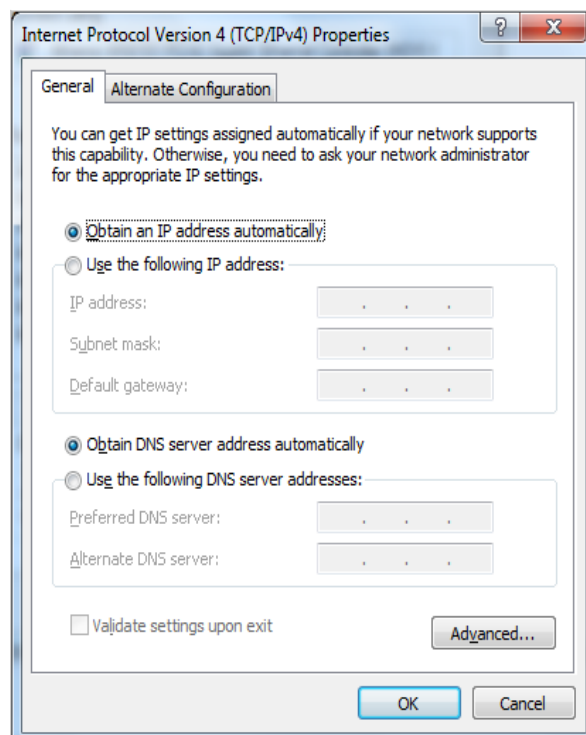 Internet Protocol Version 4 (TCP/IPv4) Properties
?
X
General
Alternate Configuration
You can get IP settings assigned automatically if your network supports
this capability. Otherwise, you need to ask your network administrator
for the appropriate IP settings.
Obtain an IP address automatically
Use the following IP address:
IP address:
. . .
Subnet mask:
. . .
Default gateway:
. . .
Obtain DNS server address automatically
Use the following DNS server addresses:
Preferred DNS server:
. . .
Alternate DNS server:
. . .
Validate settings upon exit
Advanced...
OK
Cancel